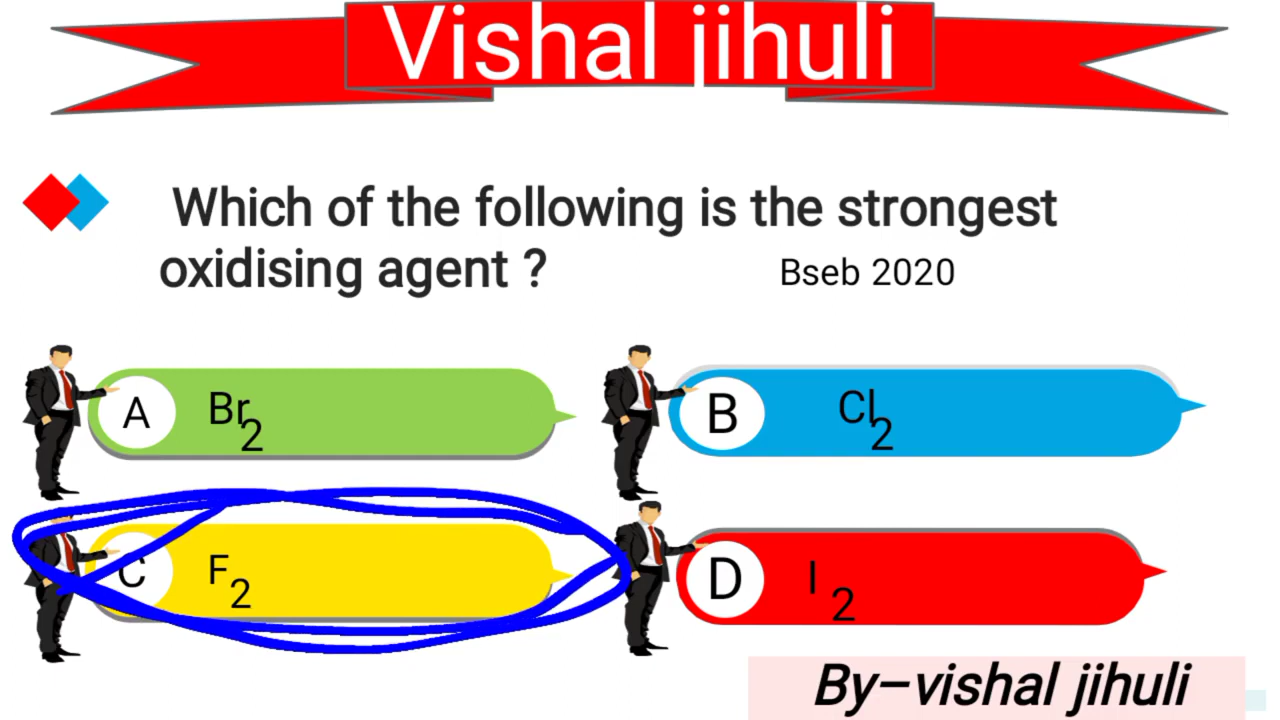 Vishal jihuli
Which of the following is the strongest
oxidising agent ?
Bseb 2020
A Br2
B Cl2
C F2
D I2
By-vishal jihuli